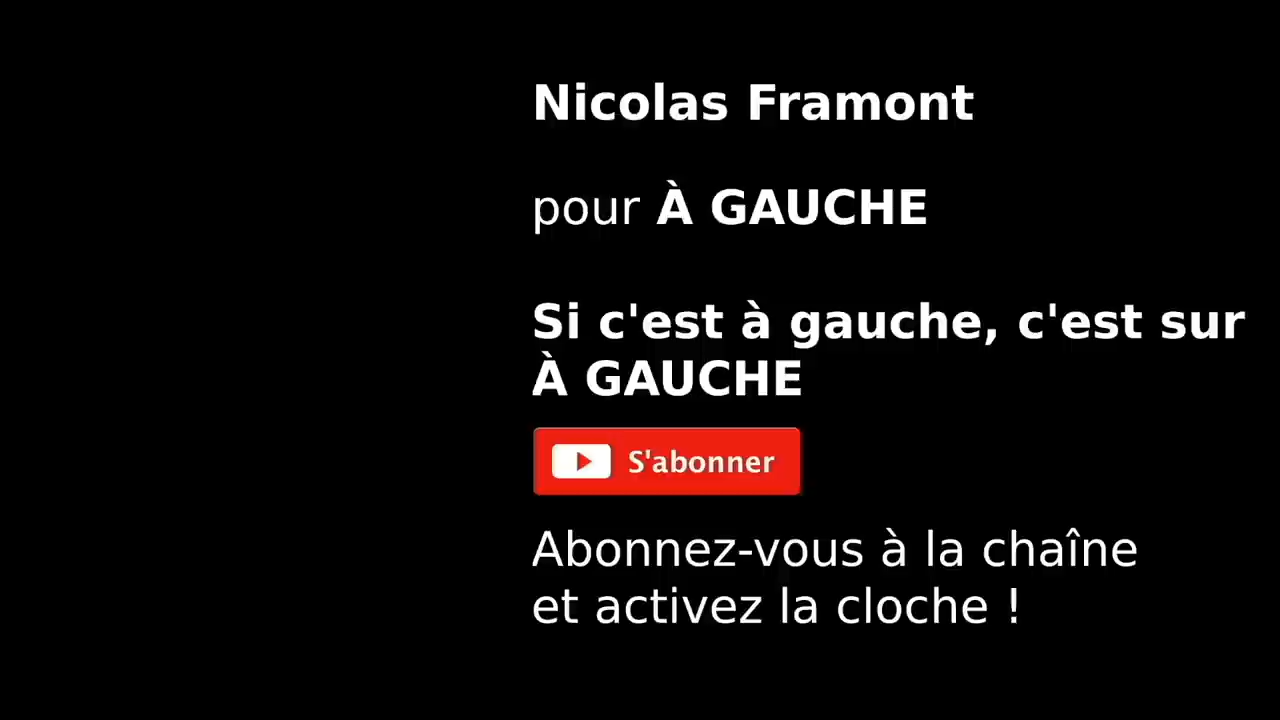 Nicolas Framont
pour À GAUCHE
Si c'est à gauche, c'est sur
À GAUCHE
S'abonner
Abonnez-vous à la chaîne
et activez la cloche !